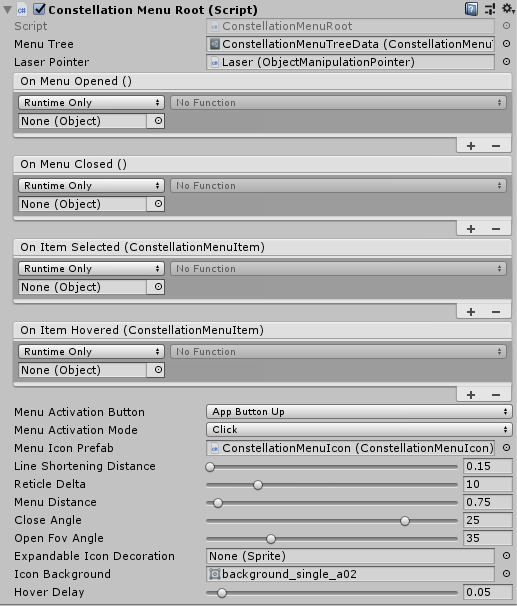 Constellation Menu Root (Script)
Script ConstellationMenuRoot
Menu Tree ConstellationMenuTreeData (ConstellationMenuT
Laser Pointer Laser (ObjectManipulationPointer)
On Menu Opened ()
Runtime Only No Function
None (Object)
+ −
On Menu Closed ()
Runtime Only No Function
None (Object)
+ −
On Item Selected (ConstellationMenuItem)
Runtime Only No Function
None (Object)
+ −
On Item Hovered (ConstellationMenuItem)
Runtime Only No Function
None (Object)
+ −
Menu Activation Button App Button Up
Menu Activation Mode Click
Menu Icon Prefab ConstellationMenuIcon (ConstellationMenuIcon)
Line Shortening Distance 0.15
Reticle Delta 10
Menu Distance 0.75
Close Angle 25
Open Fov Angle 35
Expandable Icon Decoration None (Sprite)
Icon Background background_single_a02
Hover Delay 0.05